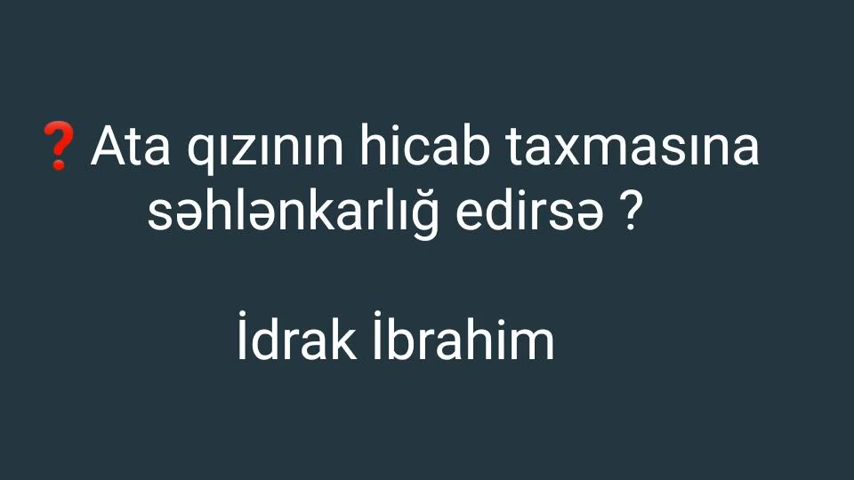 ❓Ata qızının hicab taxmasına
səhlənkarlığ edirsə ?
İdrak İbrahim